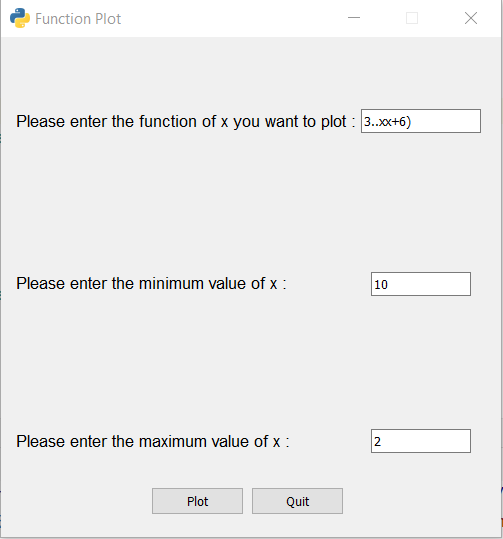 Function Plot
Please enter the function of x you want to plot : 3..xx+6)
Please enter the minimum value of x : 10
Please enter the maximum value of x : 2
Plot Quit